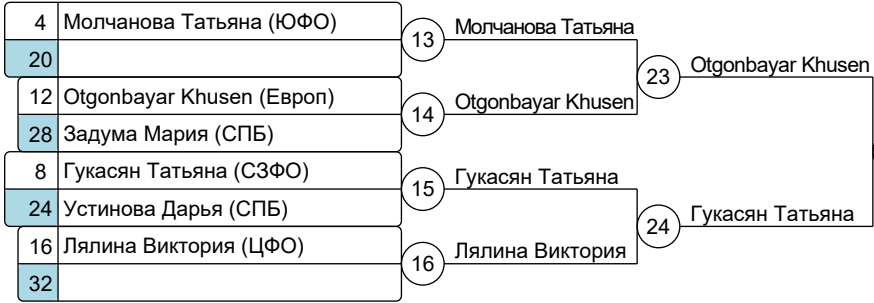 4 Молчанова Татьяна (ЮФО)
20
12 Otgonbayar Khusen (Европ)
28 Задума Мария (СПБ)
8 Гукасян Татьяна (СЗФО)
24 Устинова Дарья (СПБ)
16 Лялина Виктория (ЦФО)
32
13 Молчанова Татьяна
14 Otgonbayar Khusen
15 Гукасян Татьяна
16 Лялина Виктория
23 Otgonbayar Khusen
24 Гукасян Татьяна